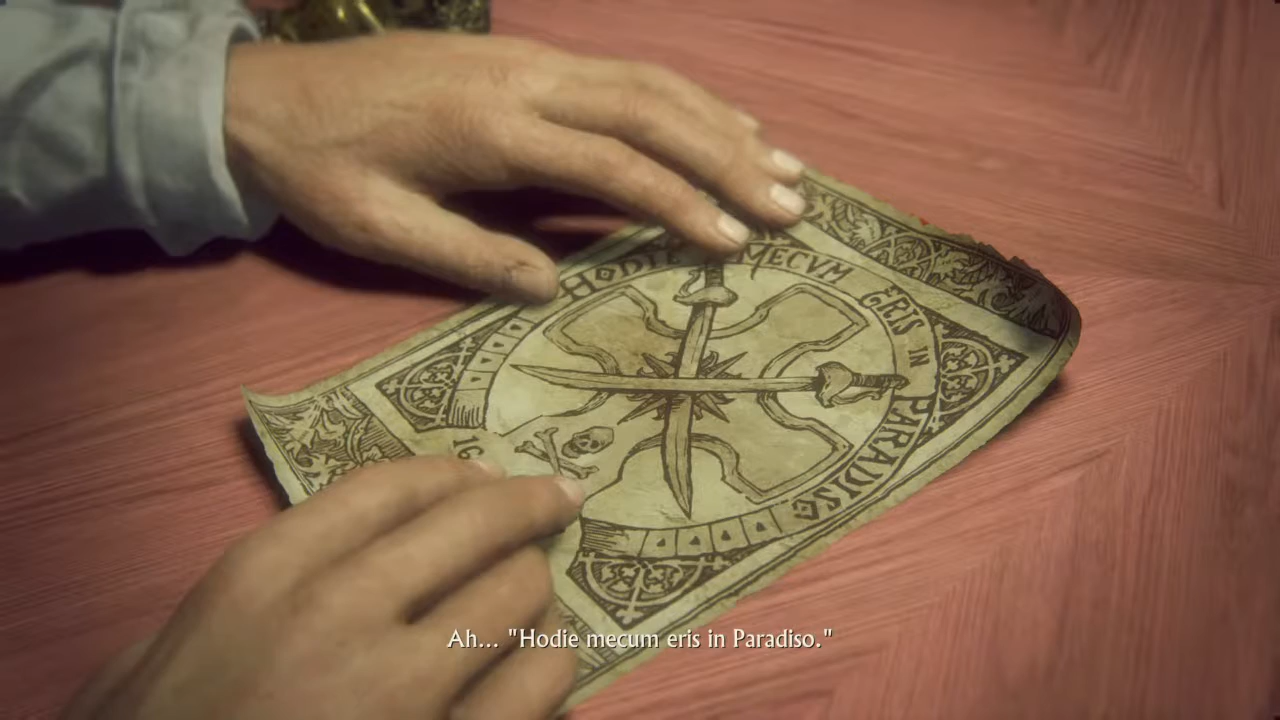 HODIE MECVM ERIS IN PARADISO
16
Ah... "Hodie mecum eris in Paradiso."